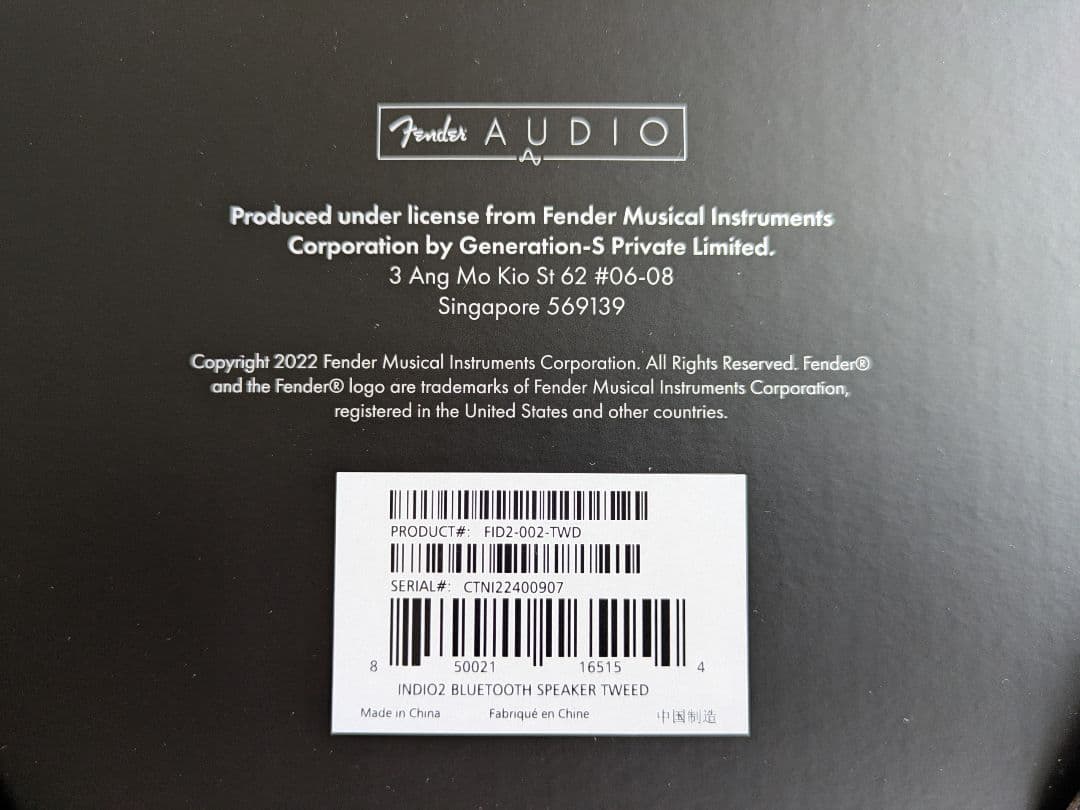 Fender AUDIO
Produced under license from Fender Musical Instruments
Corporation by Generation-S Private Limited.
3 Ang Mo Kio St 62 #06-08
Singapore 569139
Copyright 2022 Fender Musical Instruments Corporation. All Rights Reserved. Fender®
and the Fender® logo are trademarks of Fender Musical Instruments Corporation,
registered in the United States and other countries.
PRODUCT#: FID2-002-TWD
SERIAL#: CTNI22400907
8 50021 16515 4
INDIO2 BLUETOOTH SPEAKER TWEED
Made in China Fabriqué en Chine 中国制造